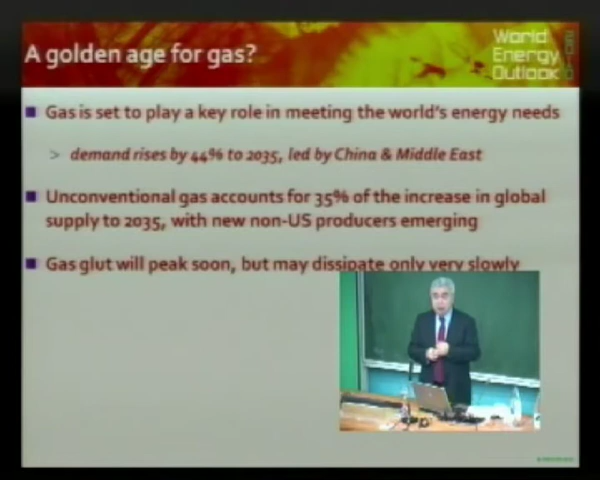 A golden age for gas?
World
Energy
Outlook
Gas is set to play a key role in meeting the world's energy needs
> demand rises by 44% to 2035, led by China & Middle East
Unconventional gas accounts for 35% of the increase in global
supply to 2035, with new non-US producers emerging
Gas glut will peak soon, but may dissipate only very slowly